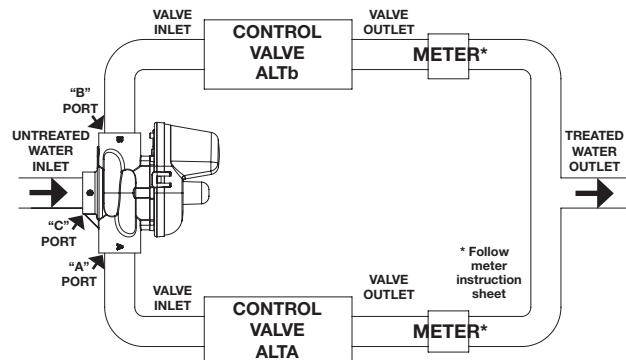 VALVE
INLET
CONTROL
VALVE
ALTb
VALVE
OUTLET
METER*
“B”
PORT
UNTREATED
WATER
INLET
B
C
A
“C”
PORT
“A”
PORT
TREATED
WATER
OUTLET
* Follow
meter
instruction
sheet
VALVE
INLET
CONTROL
VALVE
ALTA
VALVE
OUTLET
METER*